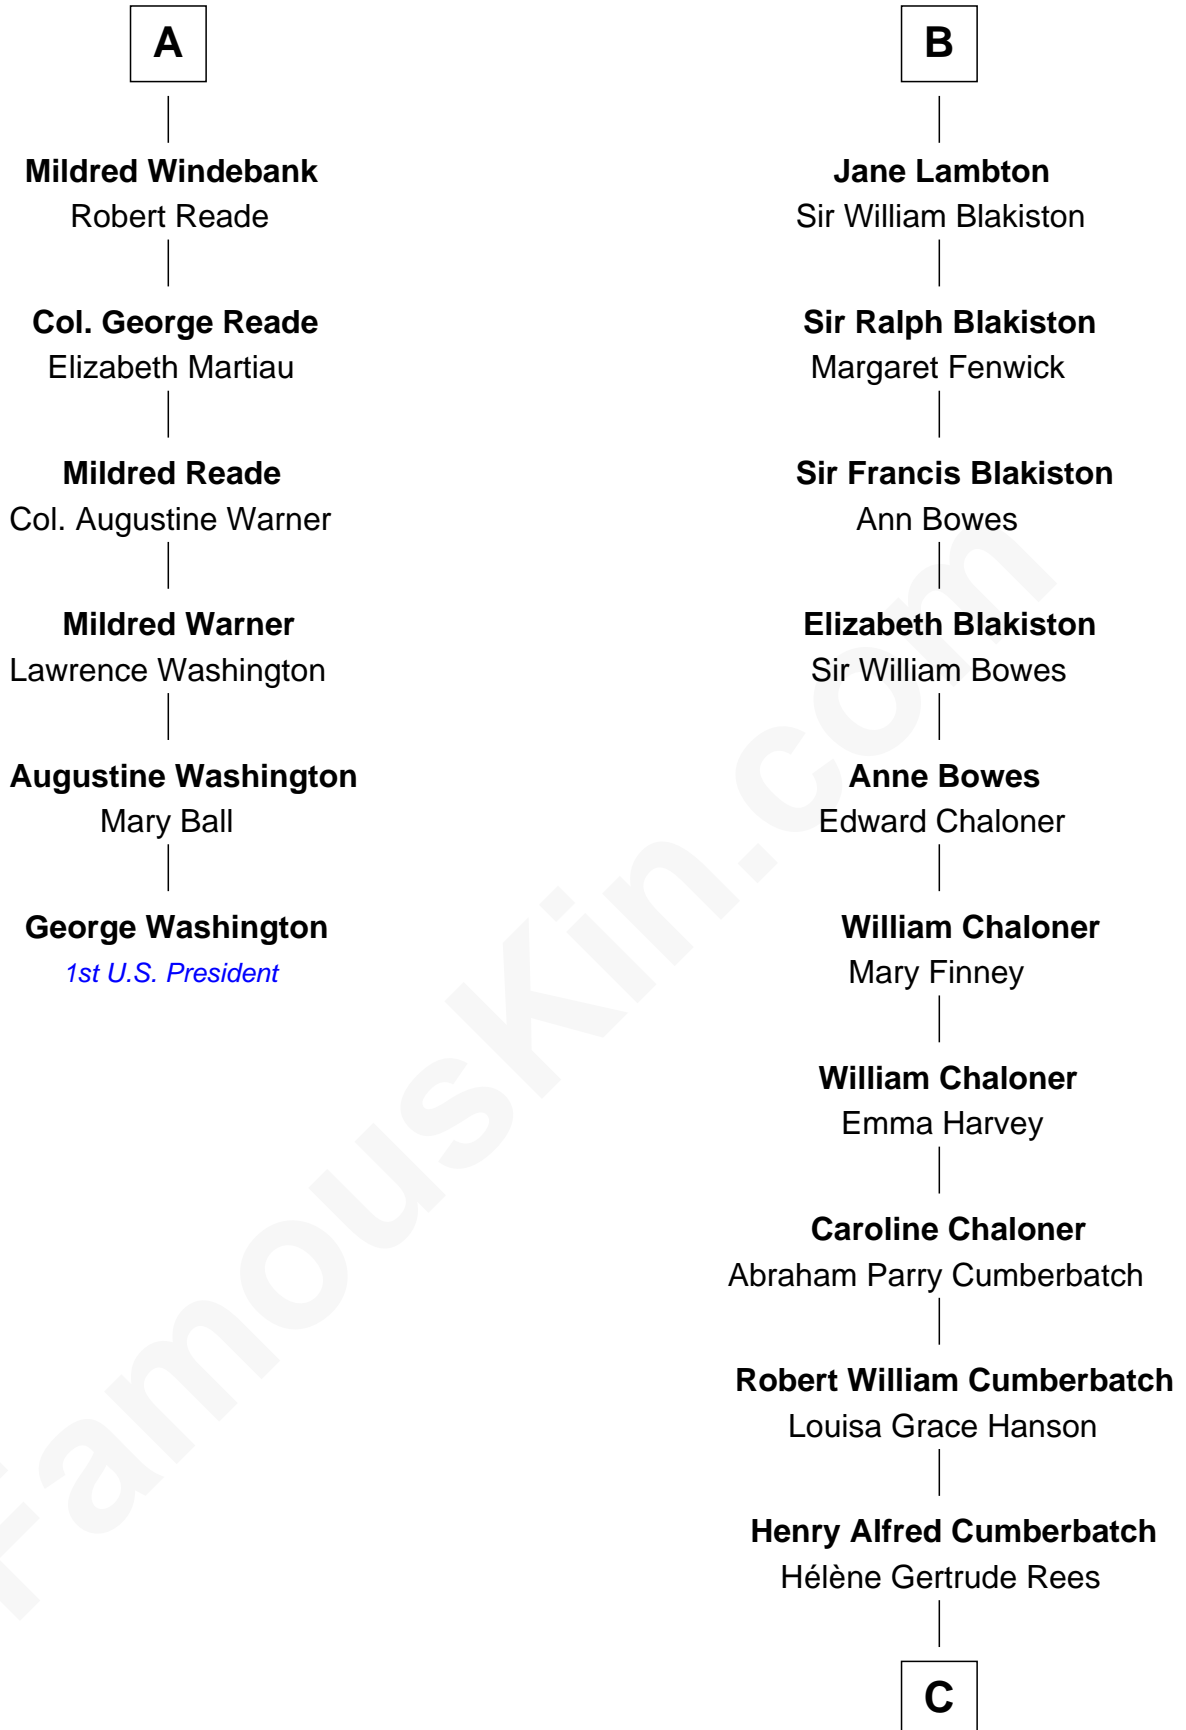 A
Mildred Windebank
Robert Reade
Col. George Reade
Elizabeth Martiau
Mildred Reade
Col. Augustine Warner
Mildred Warner
Lawrence Washington
Augustine Washington
Mary Ball
George Washington
1st U.S. President
B
Jane Lambton
Sir William Blakiston
Sir Ralph Blakiston
Margaret Fenwick
Sir Francis Blakiston
Ann Bowes
Elizabeth Blakiston
Sir William Bowes
Anne Bowes
Edward Chaloner
William Chaloner
Mary Finney
William Chaloner
Emma Harvey
Caroline Chaloner
Abraham Parry Cumberbatch
Robert William Cumberbatch
Louisa Grace Hanson
Henry Alfred Cumberbatch
Hélène Gertrude Rees
C
FamousKin.com